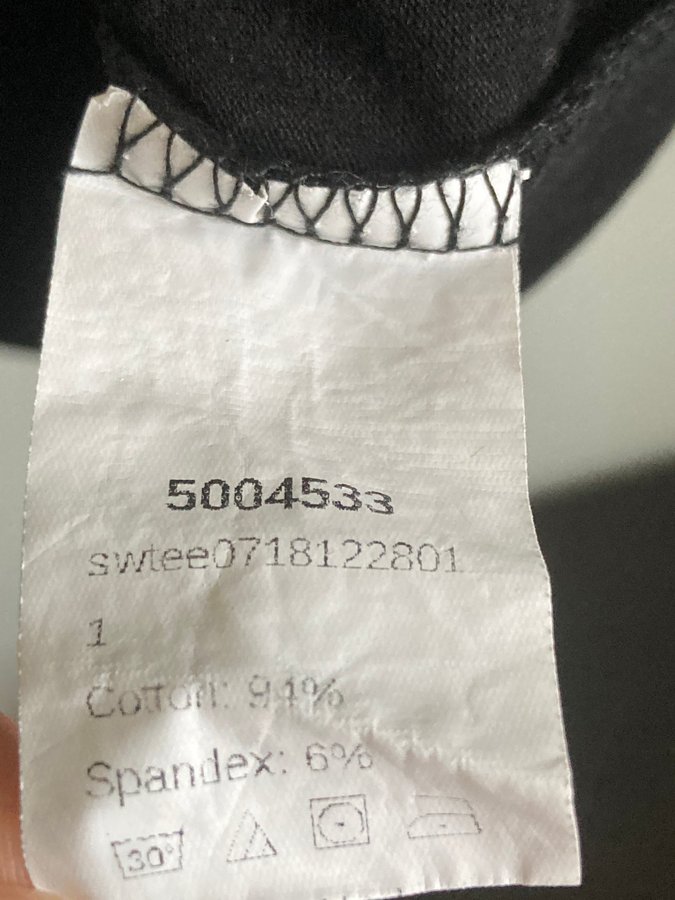 5004533
swtee0718122801
1
Cotton: 94%
Spandex: 6%
30°